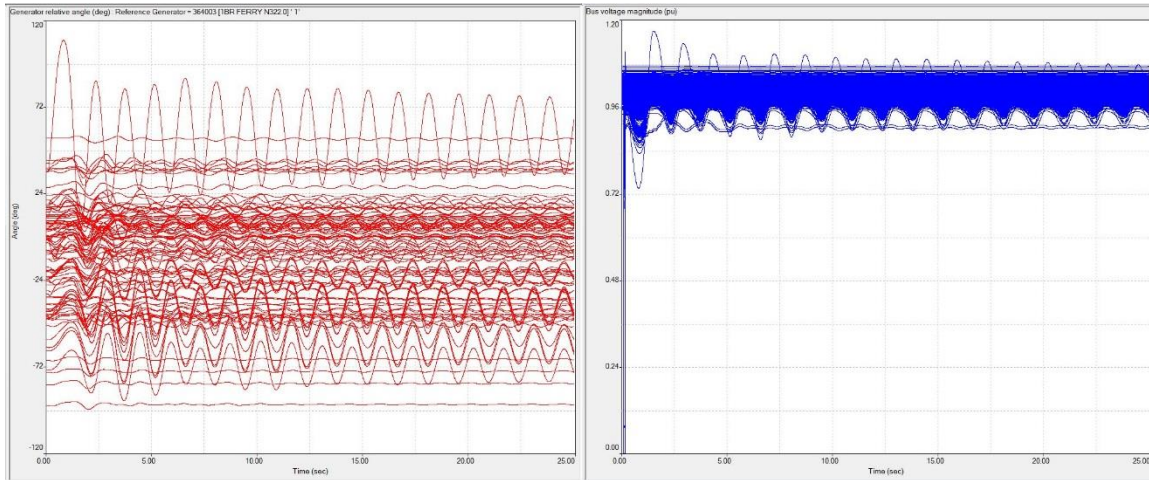 Generator relative angle (deg) : Reference Generator = 364003 [1BR FERRY N322.0] ' 1'
120
72
24
-24
-72
-120
Angle (deg)
0.00 5.00 10.00 15.00 20.00 25.00
Time (sec)
Bus voltage magnitude (pu)
1.20
0.96
0.72
0.48
0.24
0.00
0.00 5.00 10.00 15.00 20.00 25.00
Time (sec)